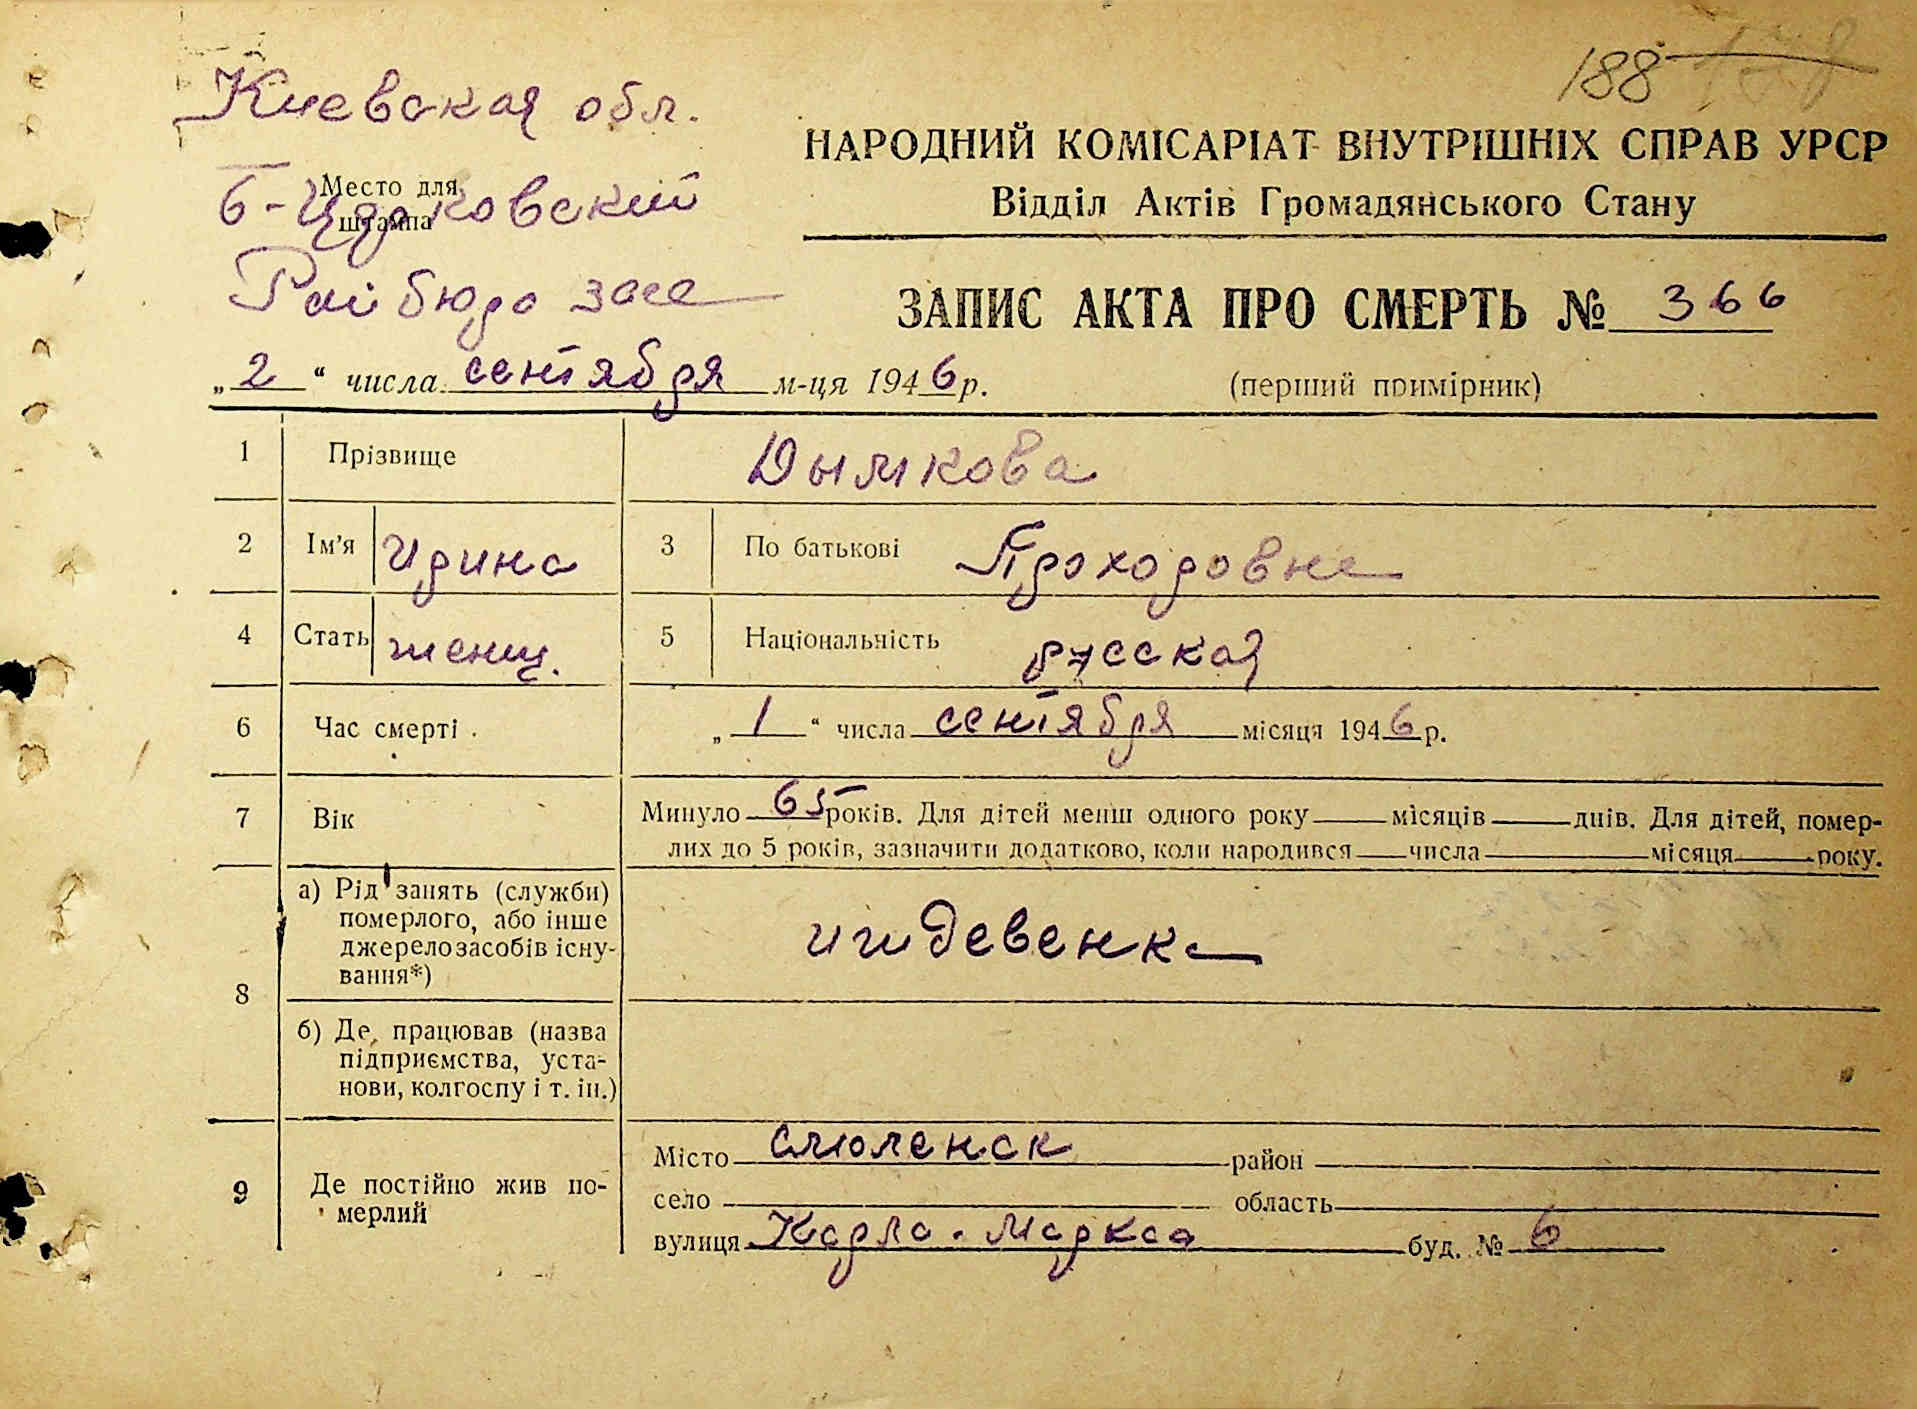 188
Киевская обл.
НАРОДНИЙ КОМІСАРІАТ ВНУТРІШНІХ СПРАВ УРСР
Место для
штампа
Б-Церковский
Відділ Актів Громадянського Стану
Райбюро загс
ЗАПИС АКТА ПРО СМЕРТЬ № 366
„2“ числа сентября м-ця 1946 р.
(перший примірник)
1 Прізвище Дымкова
2 Ім'я Ирина 3 По батькові Прохоровна
4 Стать женщ. 5 Національність русская
6 Час смерті „1“ числа сентября місяця 1946 р.
7 Вік Минуло 65 років. Для дітей менш одного року місяців днів. Для дітей, помер-
лих до 5 років, зазначити додатково, коли народився числа місяця року.
8 а) Рід занять (служби)
померлого, або інше
джерело засобів існу-
вання*)
иждевенка
б) Де працював (назва
підприємства, уста-
нови, колгоспу і т. ін.)
9 Де постійно жив по-
мерлий
Місто Смоленск район
село область
вулиця Карла-Маркса буд. № 6